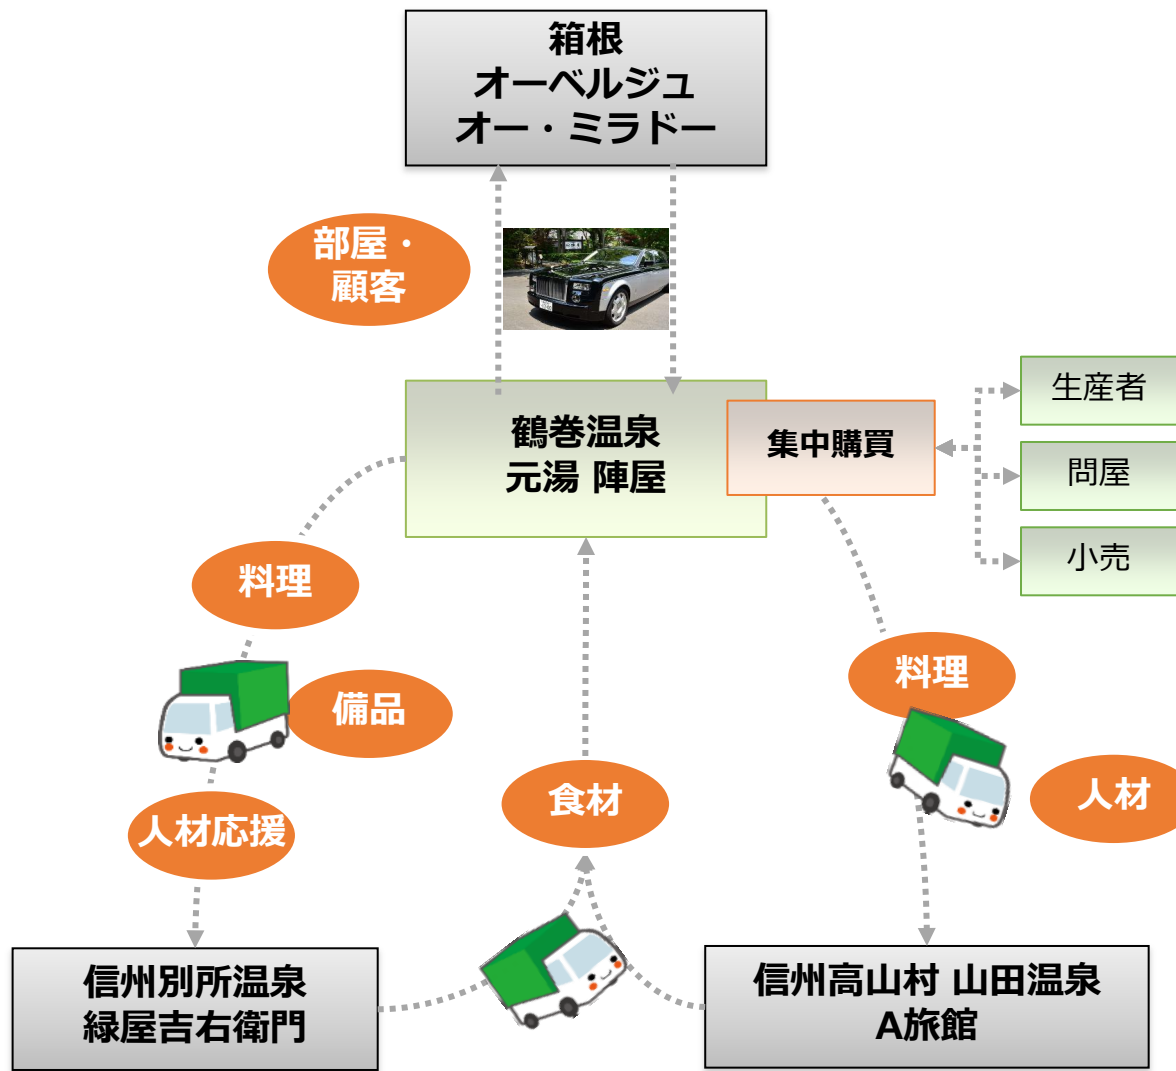 箱根
オーベルジュ
オー・ミラドー
部屋・
顧客
鶴巻温泉
元湯 陣屋
集中購買
生産者
問屋
小売
料理
備品
人材応援
食材
料理
人材
信州別所温泉
緑屋吉右衛門
信州高山村 山田温泉
A旅館